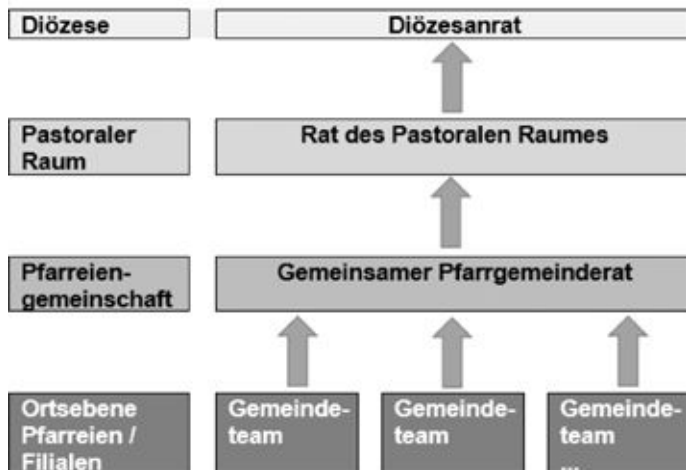 Diözese
Diözesanrat
Pastoraler
Raum
Rat des Pastoralen Raumes
Pfarreien-
gemeinschaft
Gemeinsamer Pfarrgemeinderat
Ortsebene
Pfarreien /
Filialen
Gemeinde-
team
Gemeinde-
team
Gemeinde-
team
...